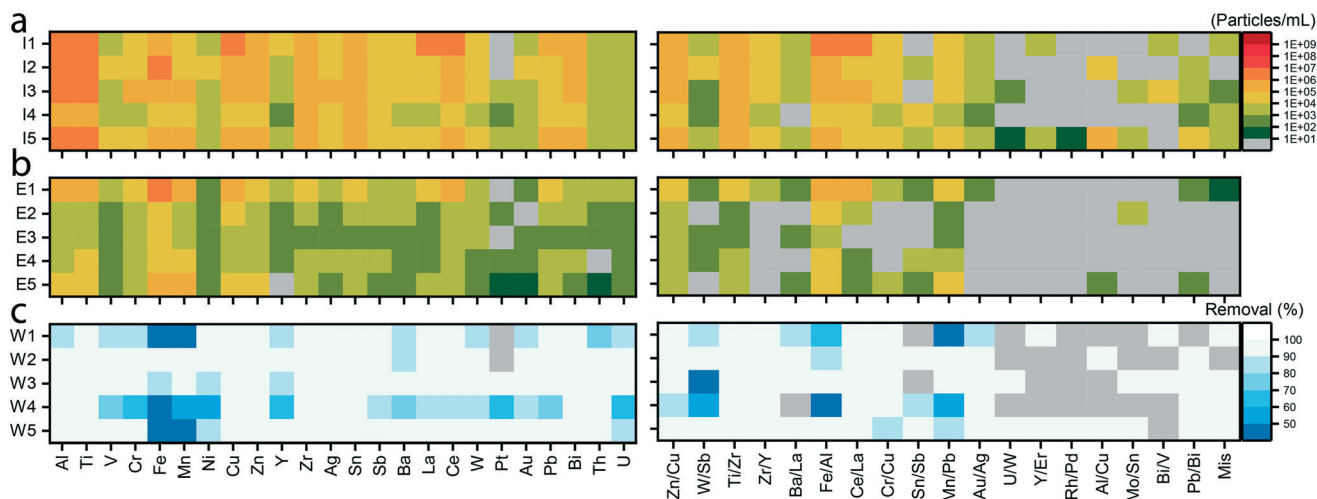 a
(Particles/mL)
I1
I2
I3
I4
I5
1E+09
1E+08
1E+07
1E+06
1E+05
1E+04
1E+03
1E+02
1E+01
b
E1
E2
E3
E4
E5
c
Removal (%)
W1
W2
W3
W4
W5
100
90
80
70
60
50
Al Ti V Cr Fe Mn Ni Cu Zn Y Zr Ag Sn Sb Ba La Ce W Pt Au Pb Bi Th U
Zn/Cu W/Sb Ti/Zr Zr/Y Ba/La Fe/Al Ce/La Cr/Cu Sn/Sb Mn/Pb Au/Ag U/W Y/Er Rh/Pd Al/Cu Mo/Sn Bi/V Pb/Bi Mis